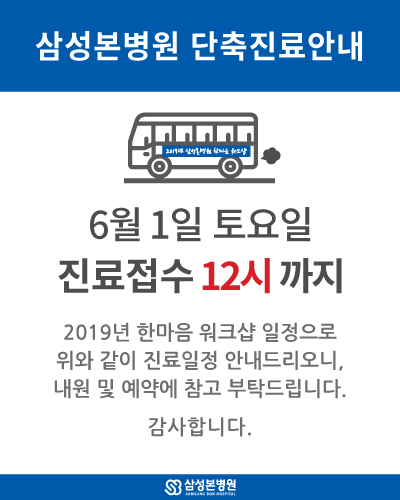 삼성본병원 단축진료안내
2019년 삼성본병원 한마음 워크샵
6월 1일 토요일
진료접수 12시 까지
2019년 한마음 워크샵 일정으로
위와 같이 진료일정 안내드리오니,
내원 및 예약에 참고 부탁드립니다.
감사합니다.
삼성본병원
SAMSUNG BON HOSPITAL